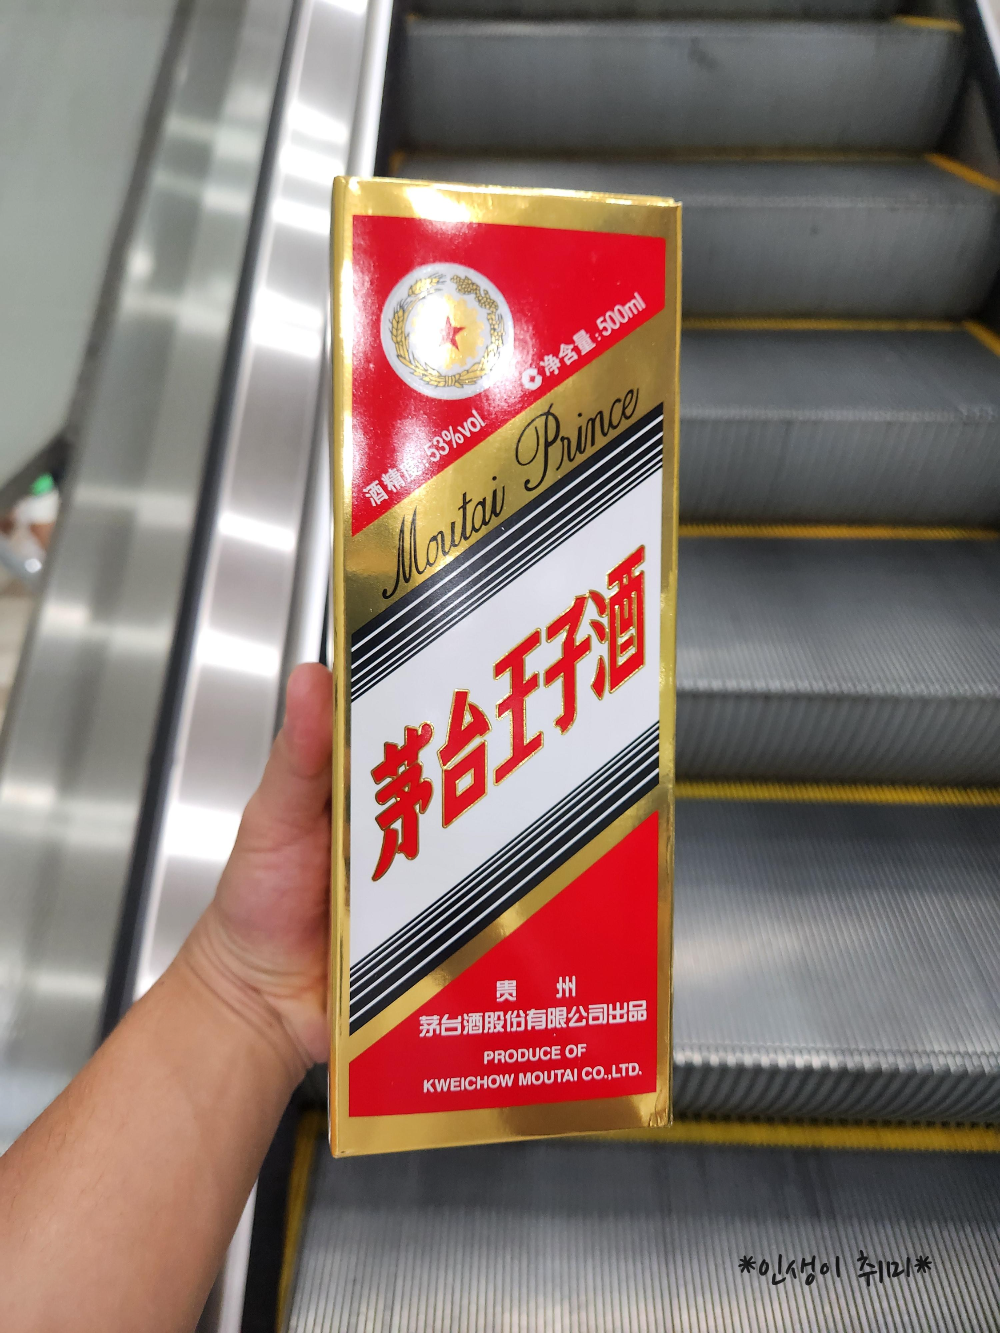 净含量:500ml
酒精度:53%vol
Moutai Prince
茅台王子酒
贵 州
茅台酒股份有限公司出品
PRODUCE OF
KWEICHOW MOUTAI CO.,LTD.
*인생이 취미*